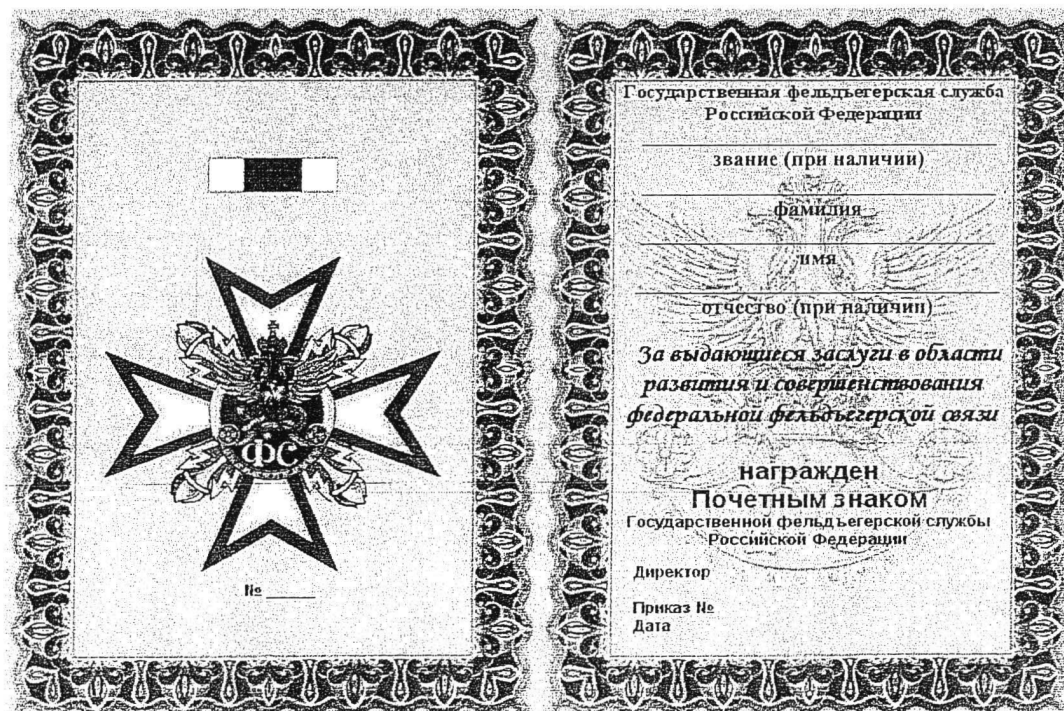 ФС
№ _____
Государственная фельдъегерская служба
Российской Федерации
звание (при наличии)
фамилия
имя
отчество (при наличии)
За выдающиеся заслуги в области
развития и совершенствования
федеральной фельдъегерской связи
награжден
Почетным знаком
Государственной фельдъегерской службы
Российской Федерации
Директор
Приказ №
Дата